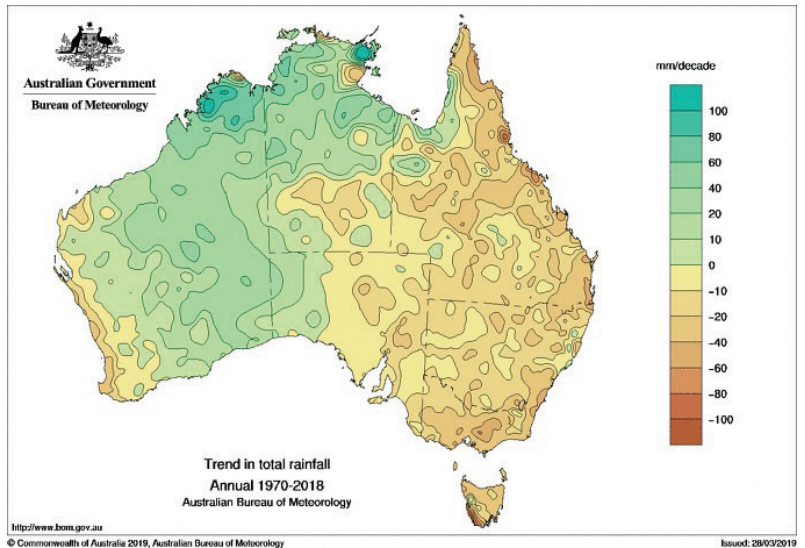 Australian Government
Bureau of Meteorology
mm/decade
100
80
60
40
20
10
0
-10
-20
-40
-60
-80
-100
Trend in total rainfall
Annual 1970-2018
Australian Bureau of Meteorology
http://www.bom.gov.au
© Commonwealth of Australia 2019, Australian Bureau of Meteorology
Issued: 28/03/2019